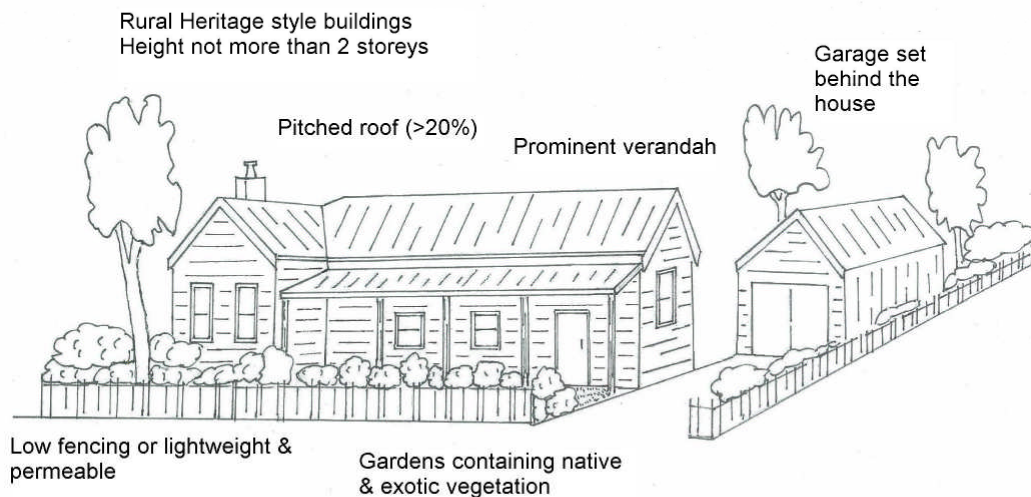 Rural Heritage style buildings
Height not more than 2 storeys
Garage set
behind the
house
Pitched roof (>20%)
Prominent verandah
Low fencing or lightweight &
permeable
Gardens containing native
& exotic vegetation